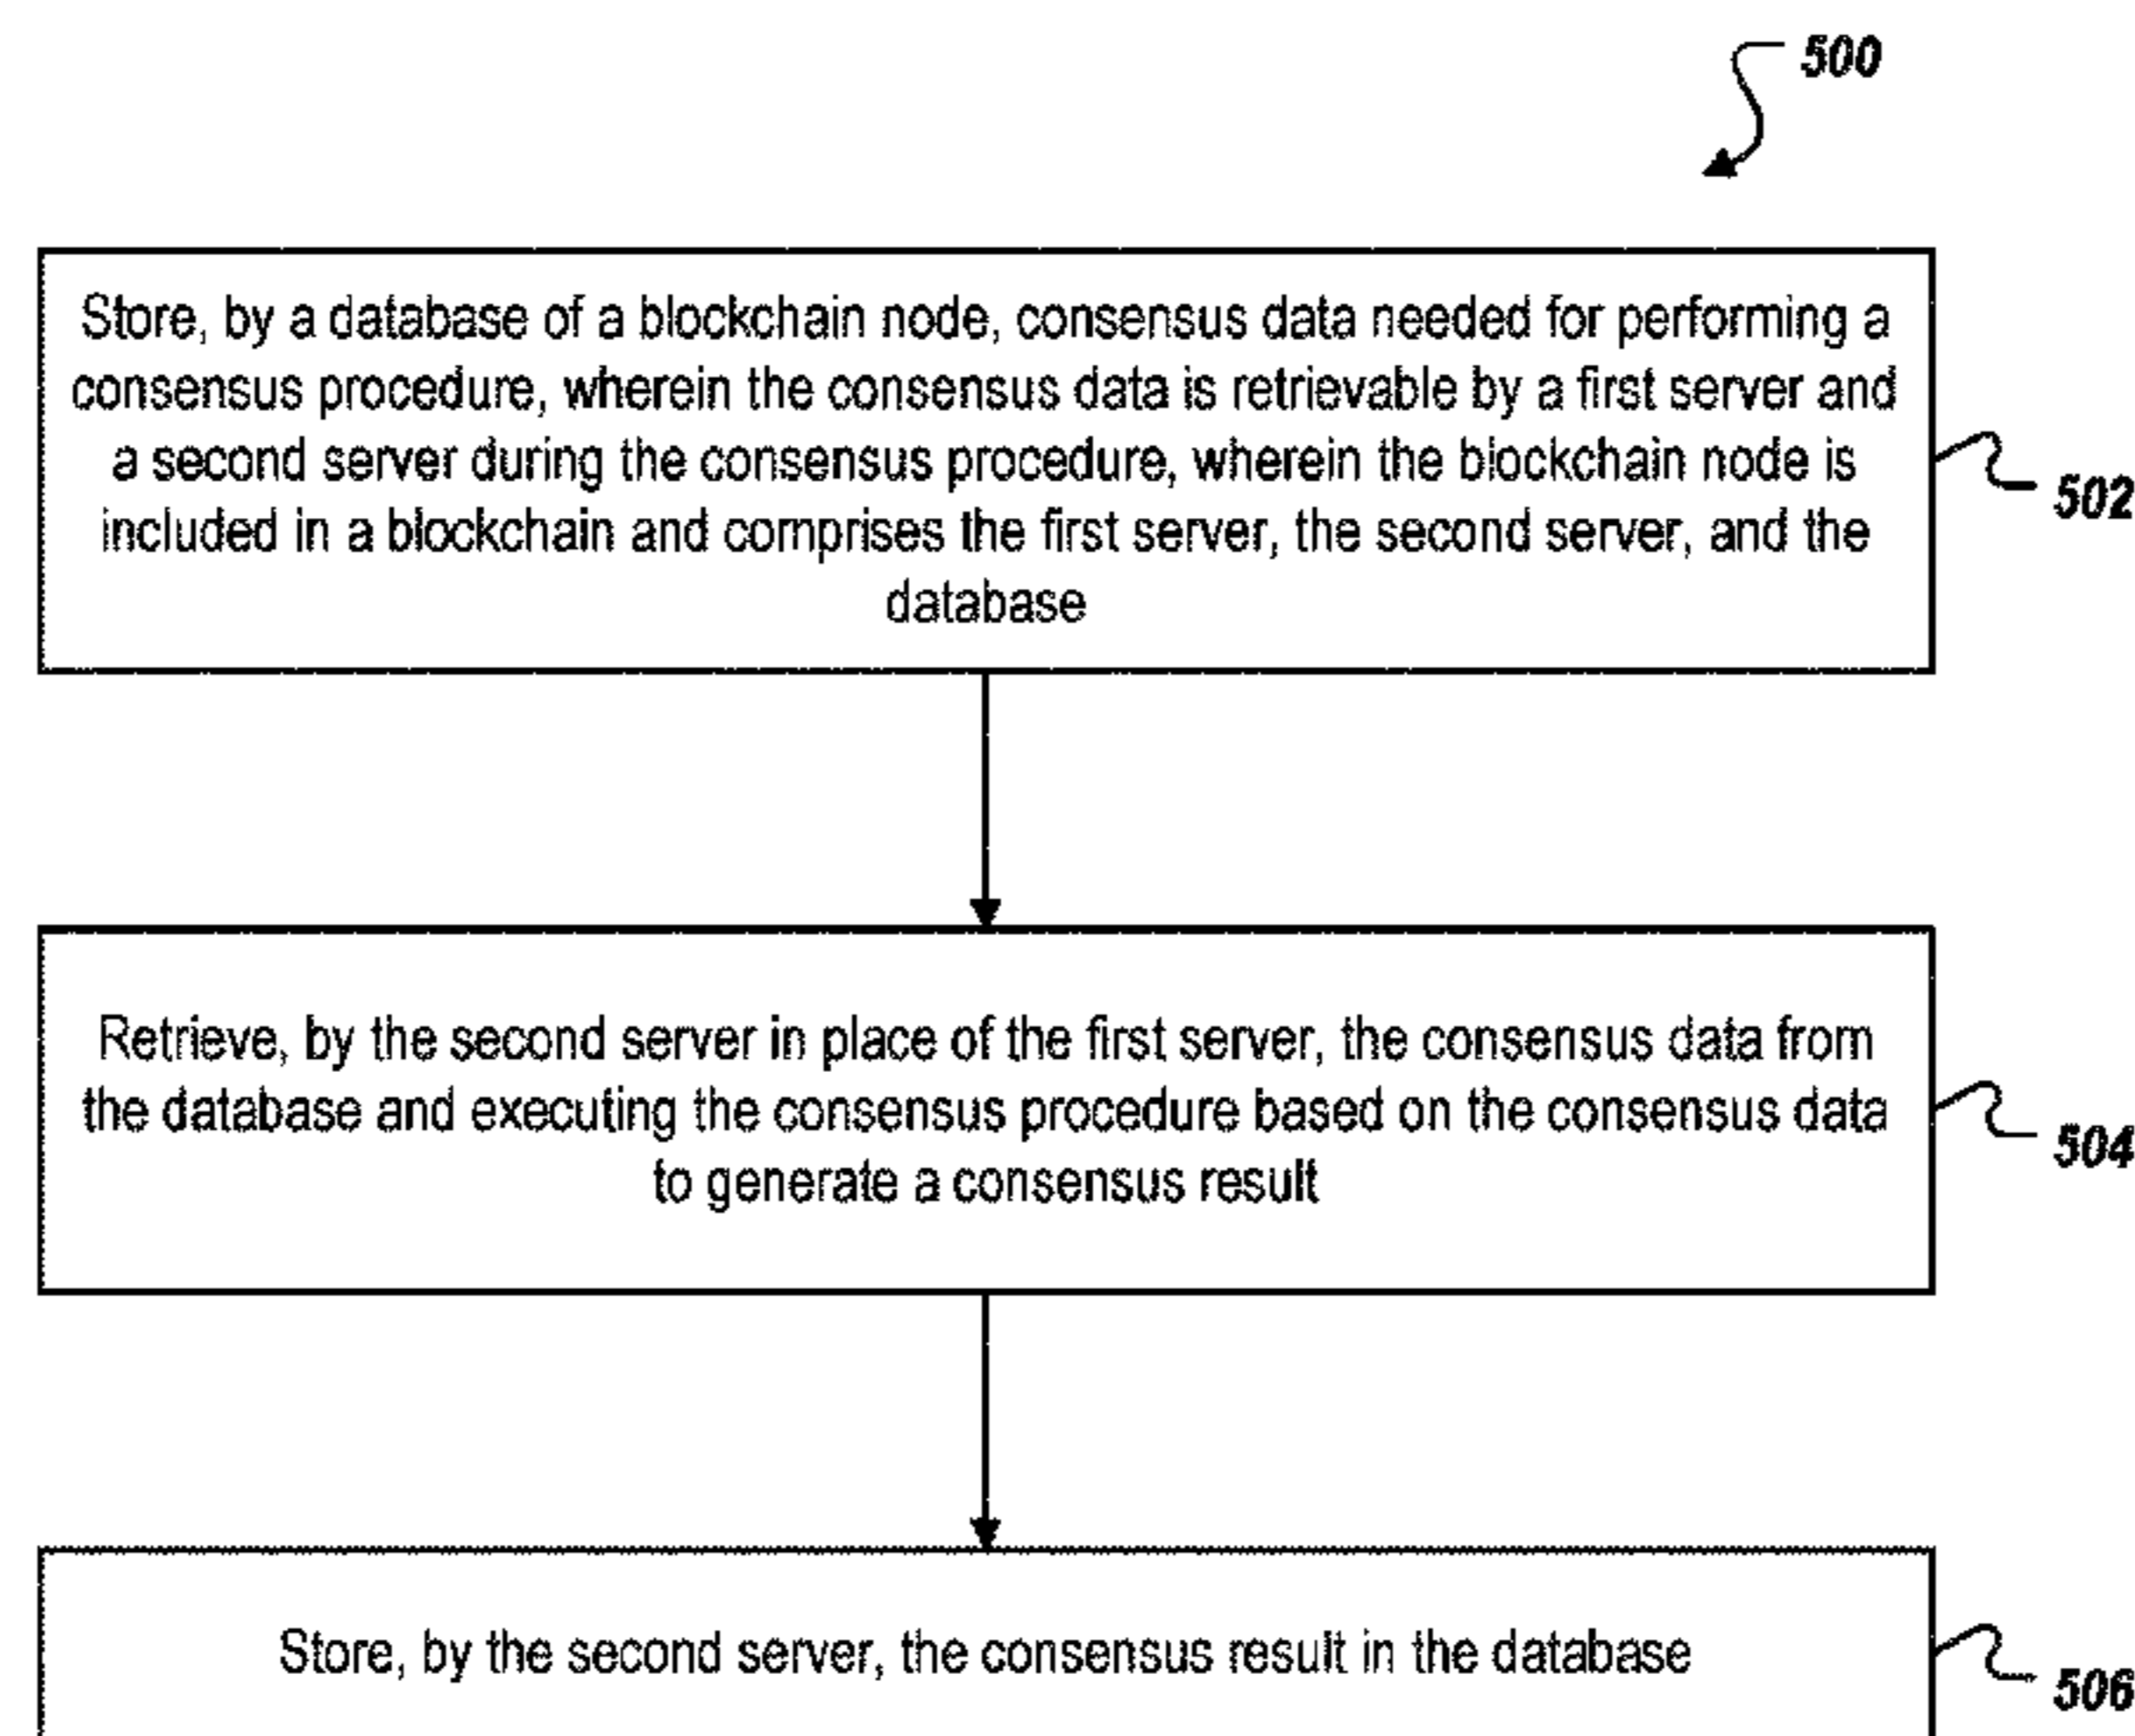 500
Store, by a database of a blockchain node, consensus data needed for performing a
consensus procedure, wherein the consensus data is retrievable by a first server and
a second server during the consensus procedure, wherein the blockchain node is
included in a blockchain and comprises the first server, the second server, and the
database
502
Retrieve, by the second server in place of the first server, the consensus data from
the database and executing the consensus procedure based on the consensus data
to generate a consensus result
504
Store, by the second server, the consensus result in the database
506